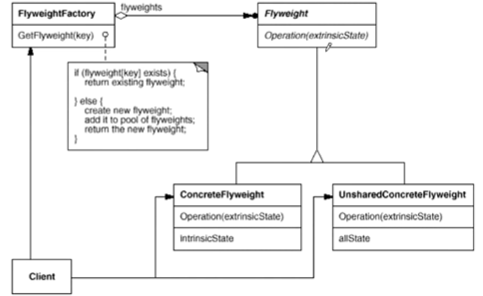 FlyweightFactory
flyweights
Flyweight
GetFlyweight(key)
Operation(extrinsicState)
if (flyweight[key] exists) {
return existing flyweight;
} else {
create new flyweight;
add it to pool of flyweights;
return the new flyweight;
}
ConcreteFlyweight
Operation(extrinsicState)
intrinsicState
UnsharedConcreteFlyweight
Operation(extrinsicState)
allState
Client